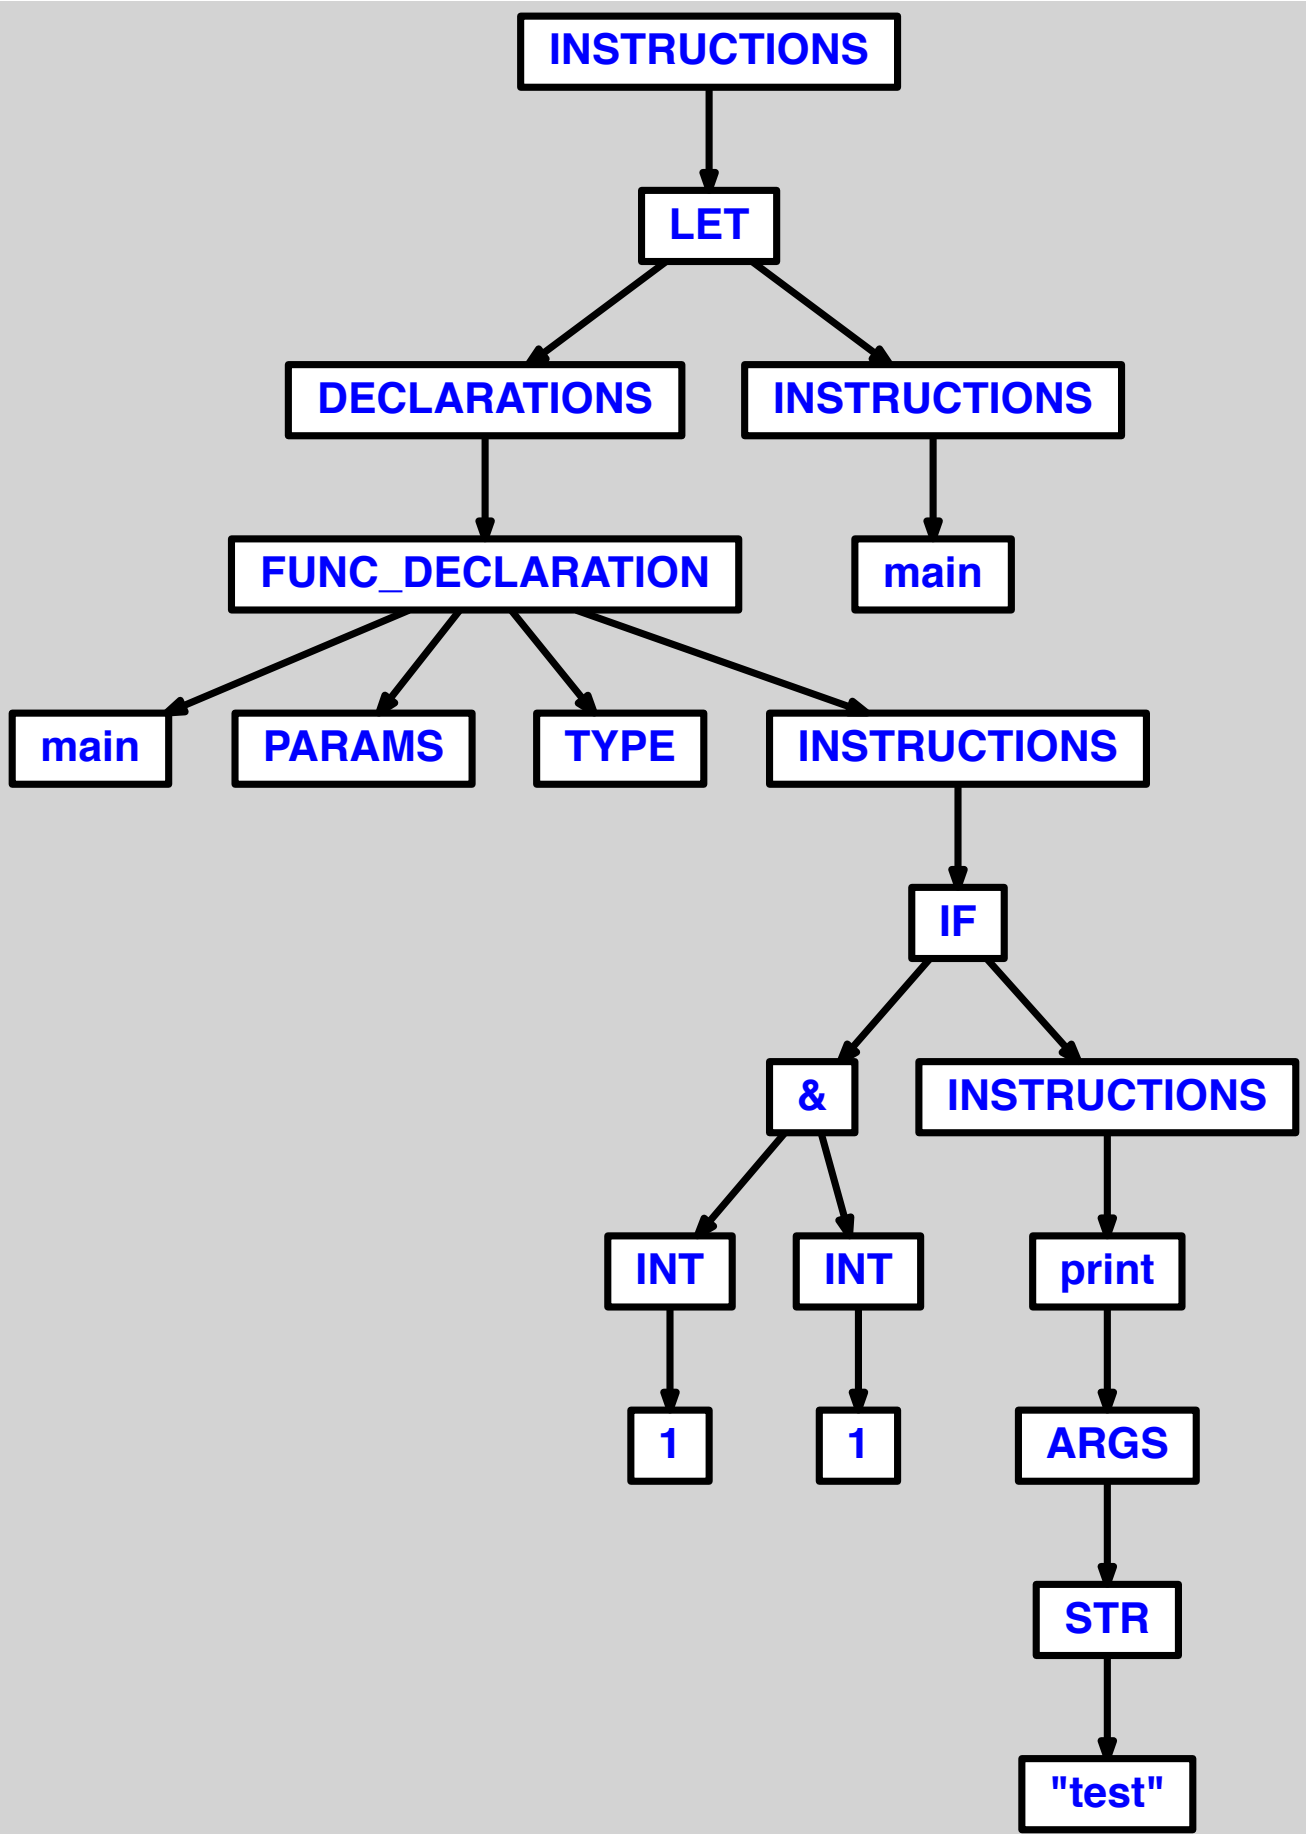 INSTRUCTIONS
LET
DECLARATIONS
INSTRUCTIONS
FUNC_DECLARATION
main
main
PARAMS
TYPE
INSTRUCTIONS
IF
&
INSTRUCTIONS
INT
INT
print
1
1
ARGS
STR
"test"